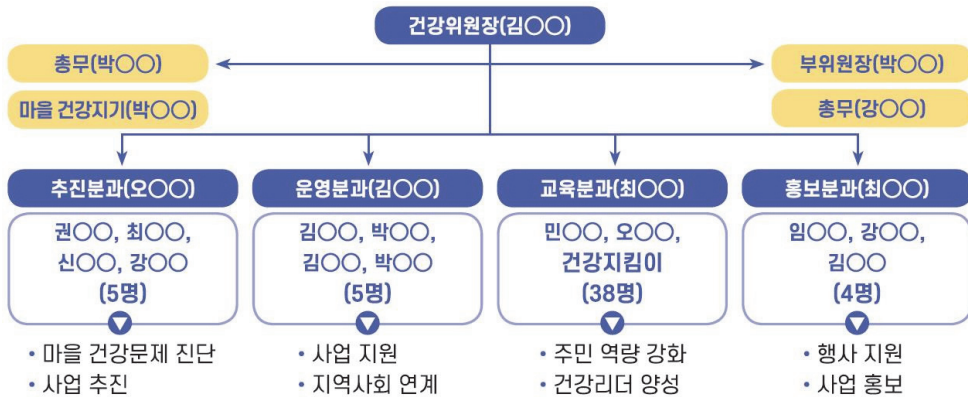 건강위원장(김○○)
총무(박○○)
부위원장(박○○)
마을 건강지기(박○○)
총무(강○○)
추진분과(오○○)
권○○, 최○○,
신○○, 강○○
(5명)
• 마을 건강문제 진단
• 사업 추진
운영분과(김○○)
김○○, 박○○,
김○○, 박○○
(5명)
• 사업 지원
• 지역사회 연계
교육분과(최○○)
민○○, 오○○,
건강지킴이
(38명)
• 주민 역량 강화
• 건강리더 양성
홍보분과(최○○)
임○○, 강○○,
김○○
(4명)
• 행사 지원
• 사업 홍보